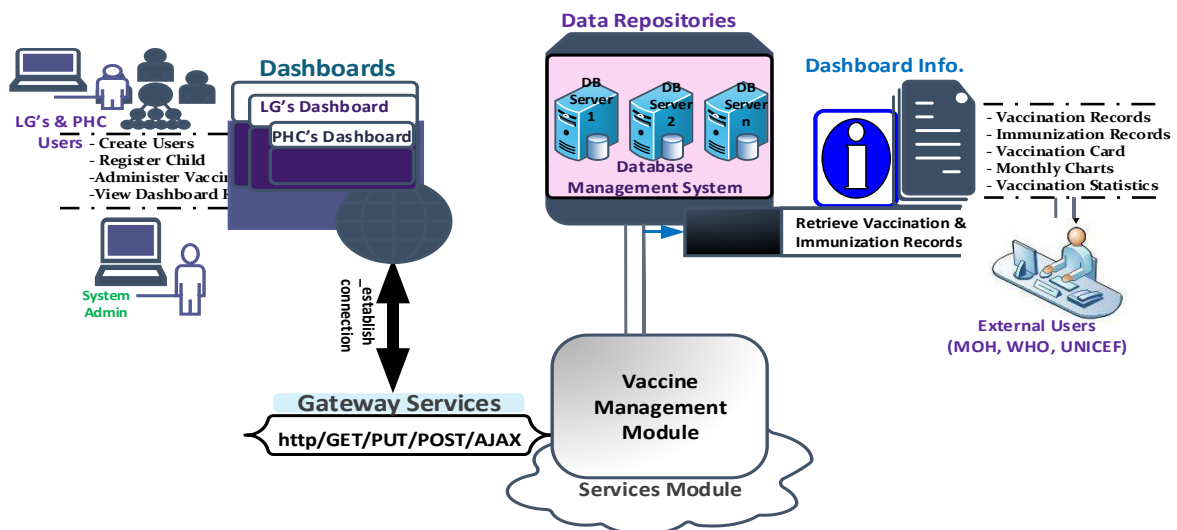 Data Repositories
DB
Server
1
DB
Server
2
DB
Server
n
Database
Management System
Dashboards
LG's Dashboard
PHC's Dashboard
LG's & PHC
Users
- Create Users
- Register Child
-Administer Vacci
-View Dashboard
System
Admin
_establish
connection
Gateway Services
http/GET/PUT/POST/AJAX
Vaccine
Management
Module
Services Module
Dashboard Info.
- Vaccination Records
- Immunization Records
- Vaccination Card
- Monthly Charts
- Vaccination Statistics
Retrieve Vaccination &
Immunization Records
External Users
(MOH, WHO, UNICEF)